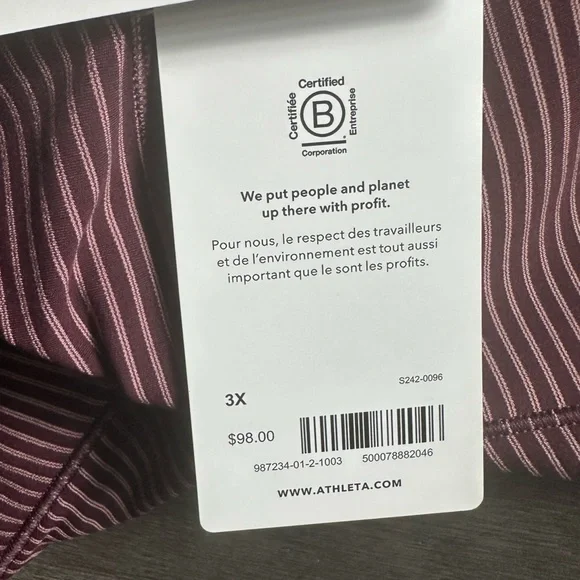 Certified
Certifiée
B
Entreprise
Corporation
We put people and planet
up there with profit.
Pour nous, le respect des travailleurs
et de l'environnement est tout aussi
important que le sont les profits.
S242-0096
3X
$98.00
987234-01-2-1003 500078882046
WWW.ATHLETA.COM